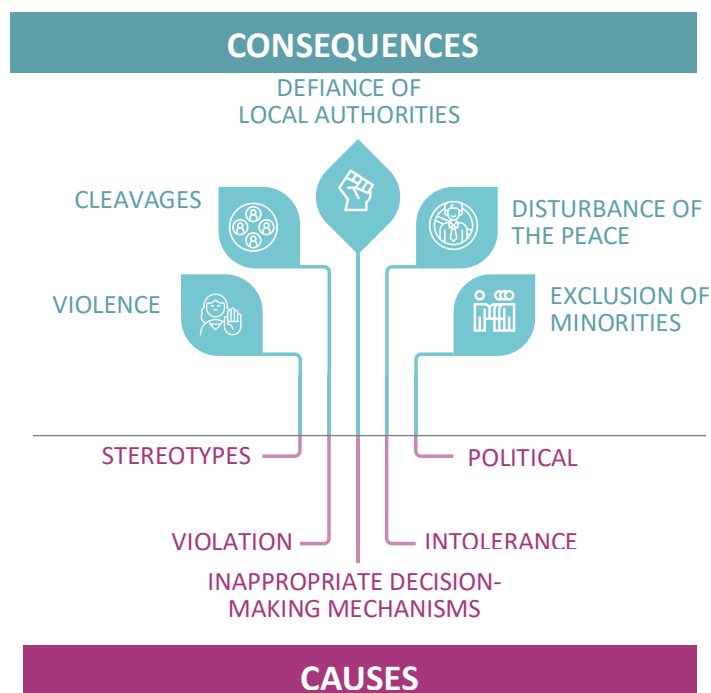 CONSEQUENCES
DEFIANCE OF
LOCAL AUTHORITIES
CLEAVAGES
DISTURBANCE OF
THE PEACE
VIOLENCE
EXCLUSION OF
MINORITIES
STEREOTYPES
POLITICAL
VIOLATION
INTOLERANCE
INAPPROPRIATE DECISION-
MAKING MECHANISMS
CAUSES